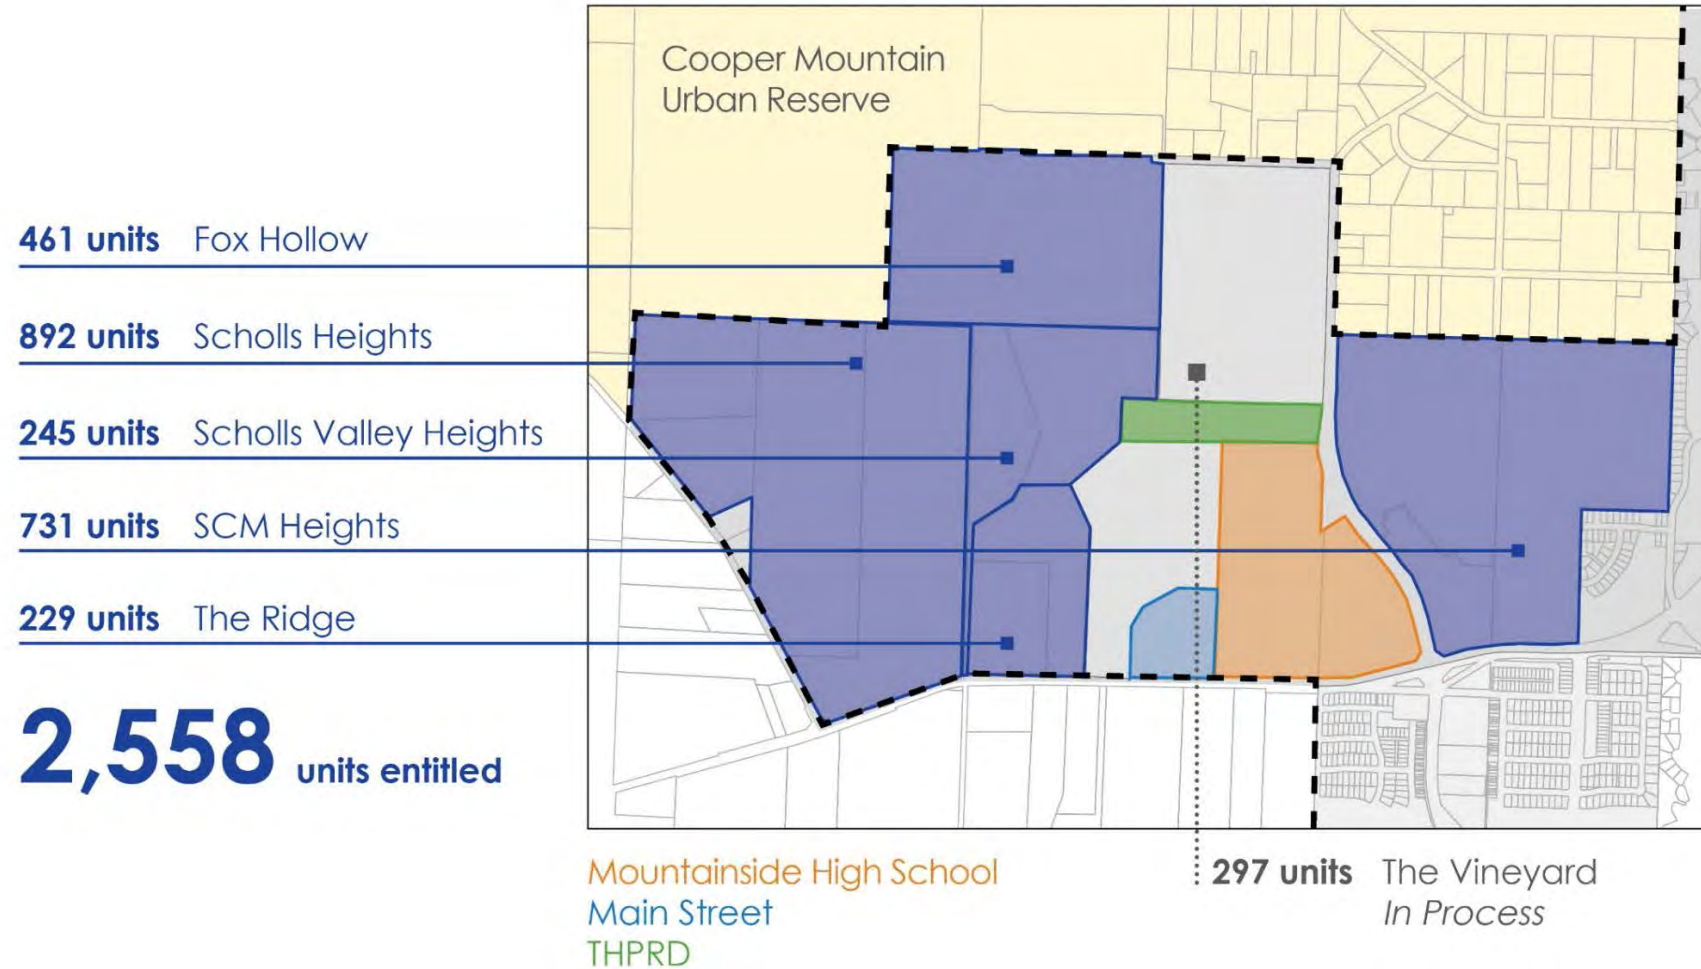 Cooper Mountain
Urban Reserve
461 units Fox Hollow
892 units Scholls Heights
245 units Scholls Valley Heights
731 units SCM Heights
229 units The Ridge
2,558 units entitled
Mountainside High School
Main Street
THPRD
297 units The Vineyard
In Process